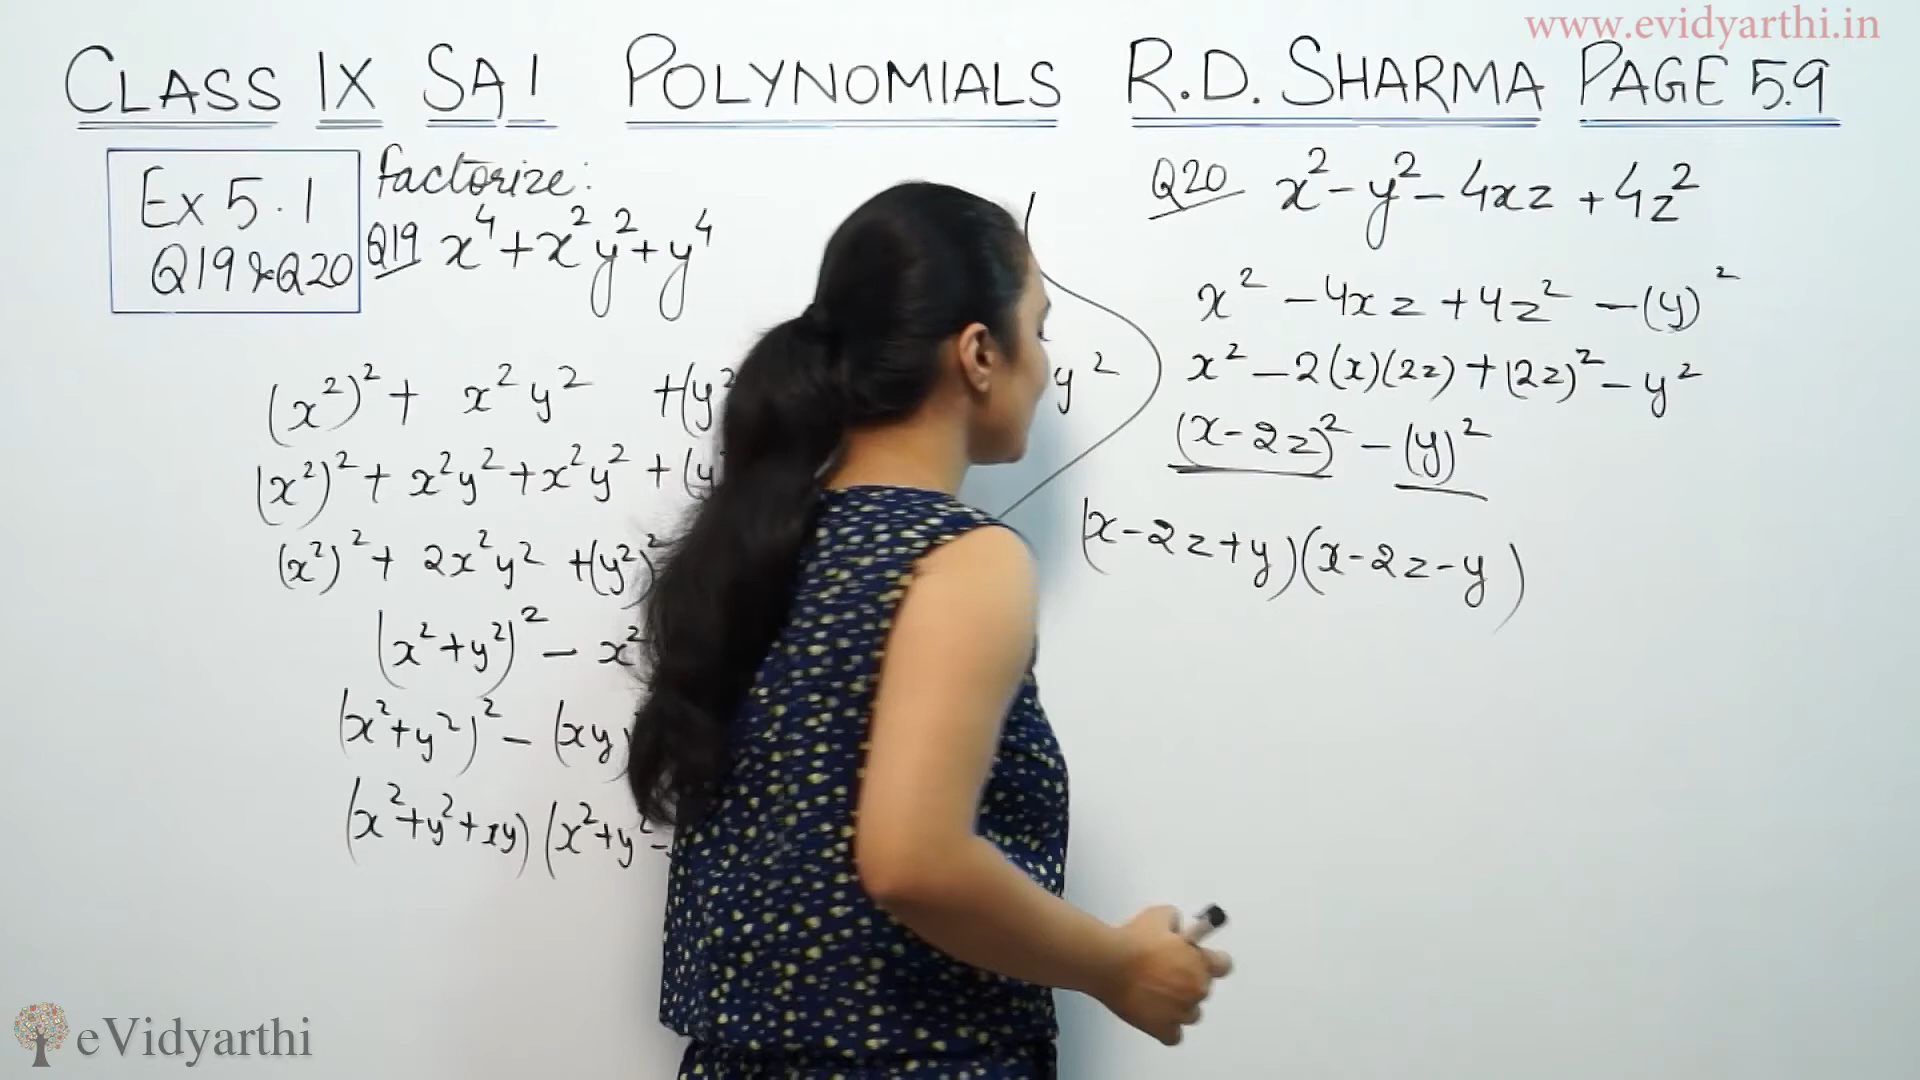 www.evidyarthi.in
CLASS IX SA1 POLYNOMIALS R.D. SHARMA PAGE 5.9
Ex 5.1
Q19 & Q20
Factorize:
Q19 x⁴ + x²y² + y⁴
(x²)² + x²y² + (y²
(x²)² + x²y² + x²y² + (y
(x²)² + 2x²y² + (y²)²
(x² + y²)² - x²
(x² + y²)² - (xy)
(x² + y² + xy) (x² + y² -
y²
Q20 x² - y² - 4xz + 4z²
x² - 4xz + 4z² - (y)²
x² - 2(x)(2z) + (2z)² - y²
(x - 2z)² - (y)²
(x - 2z + y)(x - 2z - y)
eVidyarthi